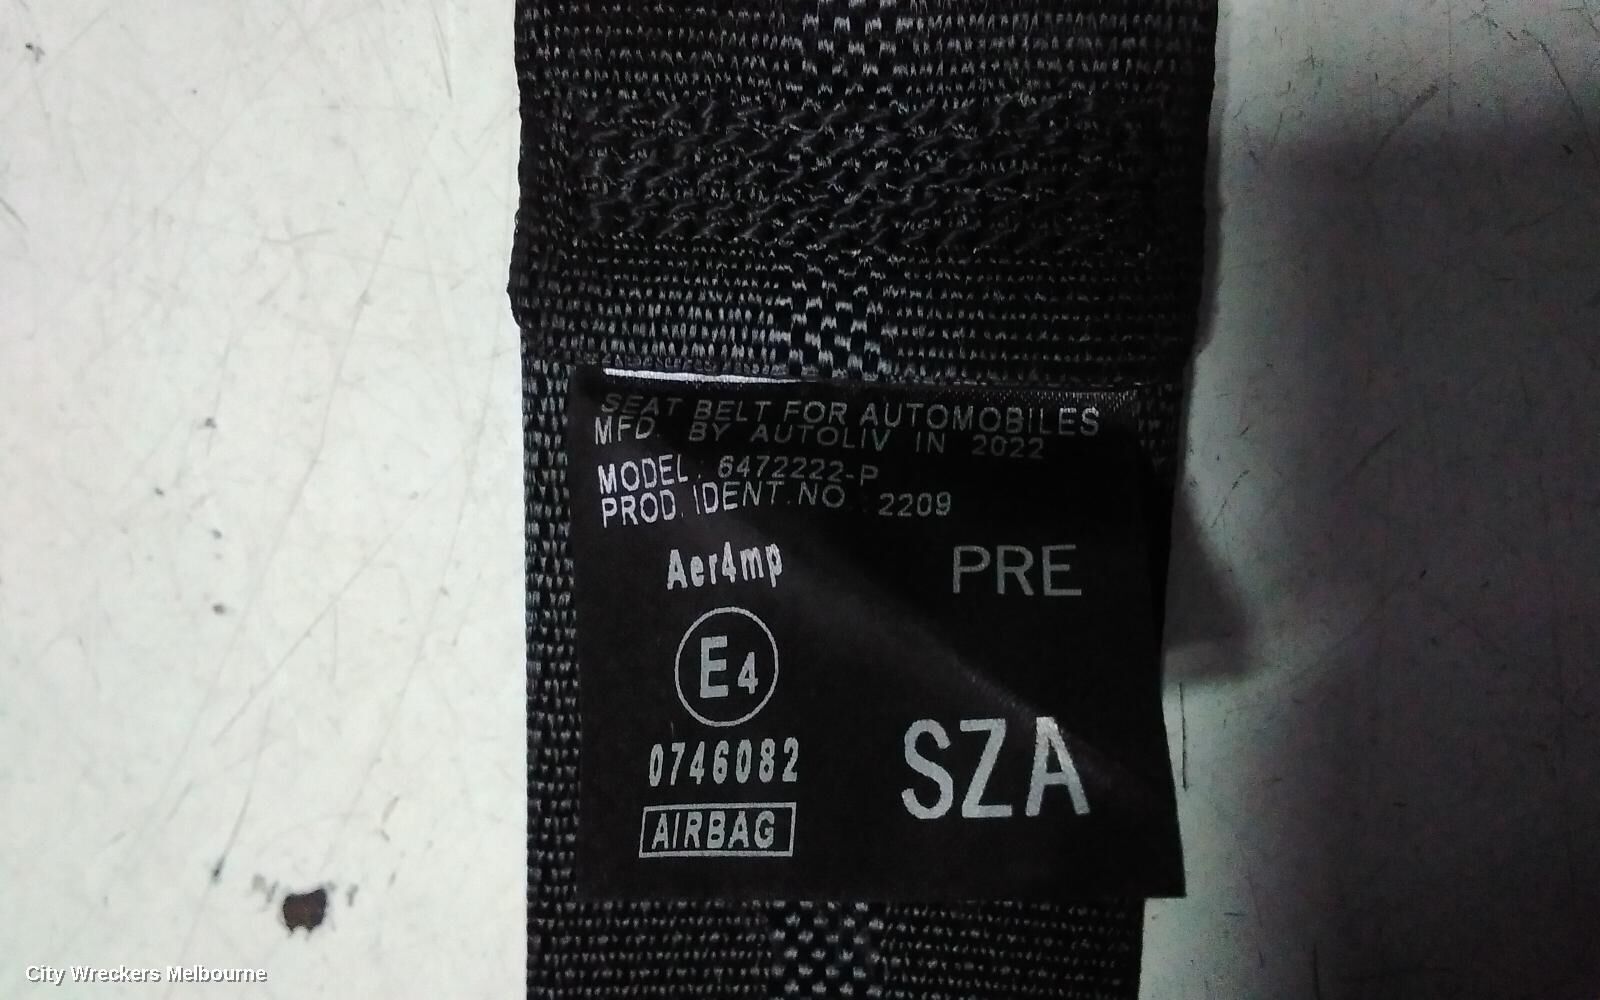 SEAT BELT FOR AUTOMOBILES
MFD. BY AUTOLIV IN 2022
MODEL: 6472222-P
PROD. IDENT. NO.: 2209
Aer4mp
PRE
E4
0746082
SZA
AIRBAG
City Wreckers Melbourne